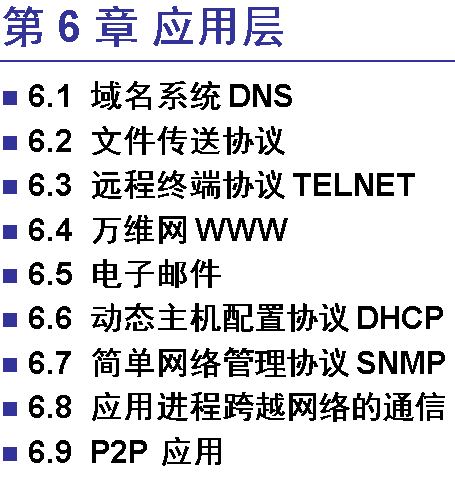 第 6 章 应用层
6.1 域名系统 DNS
6.2 文件传送协议
6.3 远程终端协议 TELNET
6.4 万维网 WWW
6.5 电子邮件
6.6 动态主机配置协议 DHCP
6.7 简单网络管理协议 SNMP
6.8 应用进程跨越网络的通信
6.9 P2P 应用